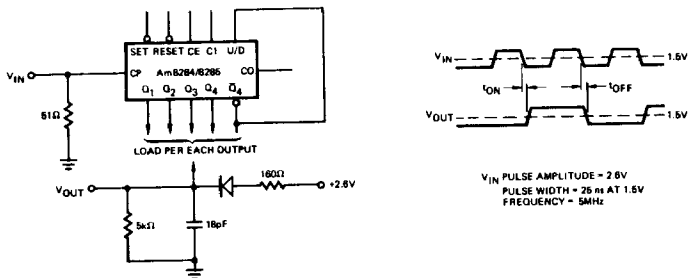 SET RESET CE C1 U/D
VIN
CP Am8284/8285 CO
Q1 Q2 Q3 Q4 Q̅4
51Ω
LOAD PER EACH OUTPUT
VOUT
160Ω
+2.6V
5kΩ
18pF
VIN
1.5V
tON
tOFF
VOUT
1.5V
VIN PULSE AMPLITUDE = 2.6V
PULSE WIDTH = 25 ns AT 1.5V
FREQUENCY = 5MHz